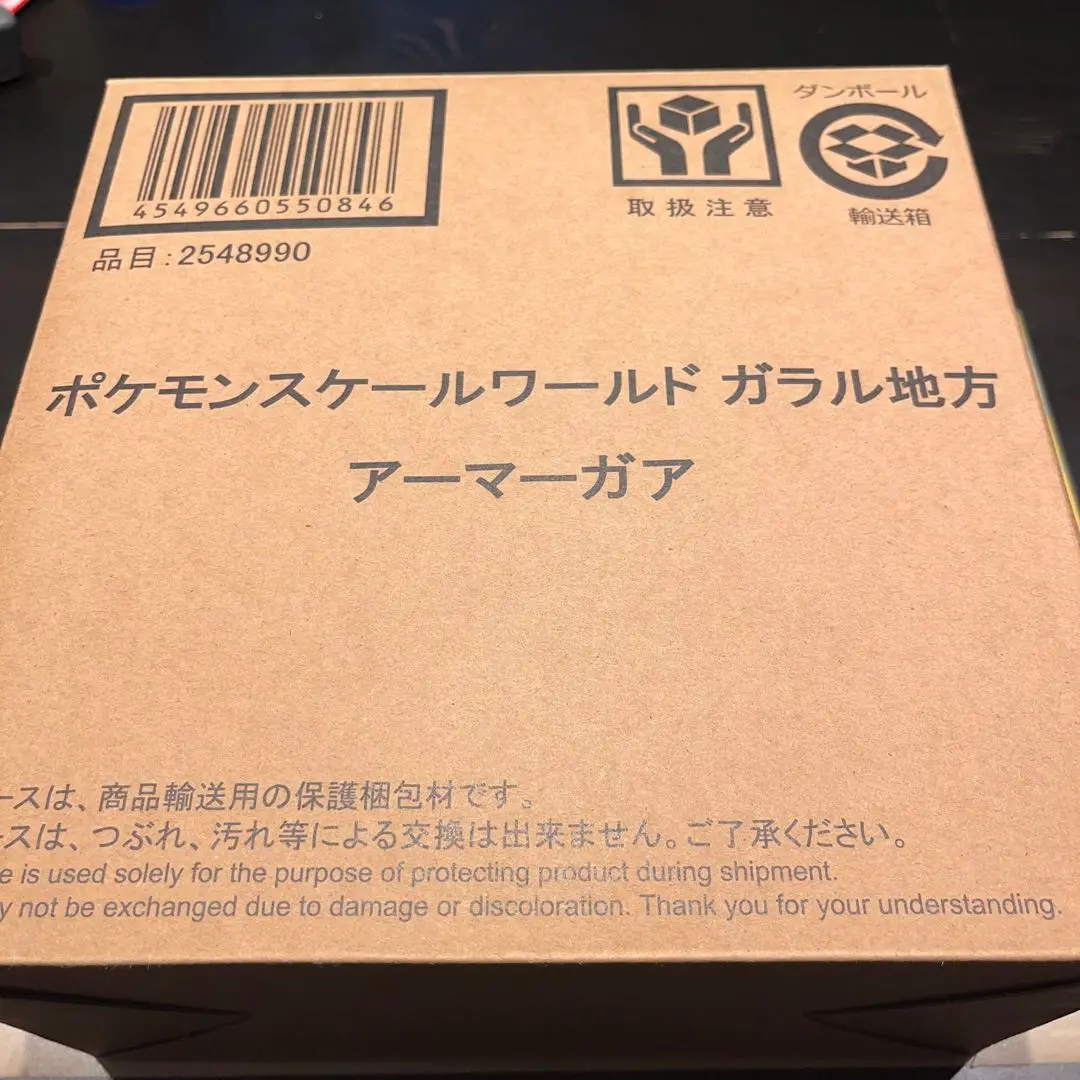 4549660550846
品目:2548990
取扱注意
ダンボール
輸送箱
ポケモンスケールワールド ガラル地方
アーマーガア
ースは、商品輸送用の保護梱包材です。
ースは、つぶれ、汚れ等による交換は出来ません。ご了承ください。
e is used solely for the purpose of protecting product during shipment.
y not be exchanged due to damage or discoloration. Thank you for your understanding.